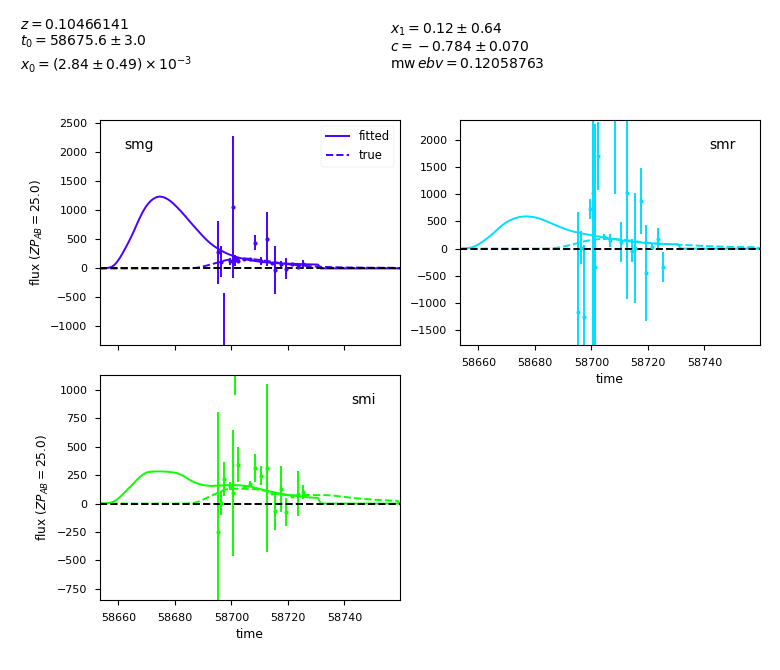 z = 0.10466141
t₀ = 58675.6 ± 3.0
x₀ = (2.84 ± 0.49) × 10⁻³
x₁ = 0.12 ± 0.64
c = −0.784 ± 0.070
mw ebv = 0.12058763
smg
fitted
true
2500
2000
1500
1000
500
0
−500
−1000
flux (ZP_AB = 25.0)
smr
2000
1500
1000
500
0
−500
−1000
−1500
58660 58680 58700 58720 58740
time
smi
1000
750
500
250
0
−250
−500
−750
flux (ZP_AB = 25.0)
58660 58680 58700 58720 58740
time